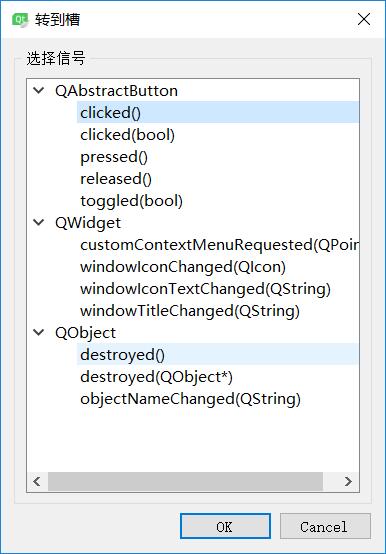 Qt 转到槽
选择信号
QAbstractButton
clicked()
clicked(bool)
pressed()
released()
toggled(bool)
QWidget
customContextMenuRequested(QPoin
windowIconChanged(QIcon)
windowIconTextChanged(QString)
windowTitleChanged(QString)
QObject
destroyed()
destroyed(QObject*)
objectNameChanged(QString)
OK Cancel